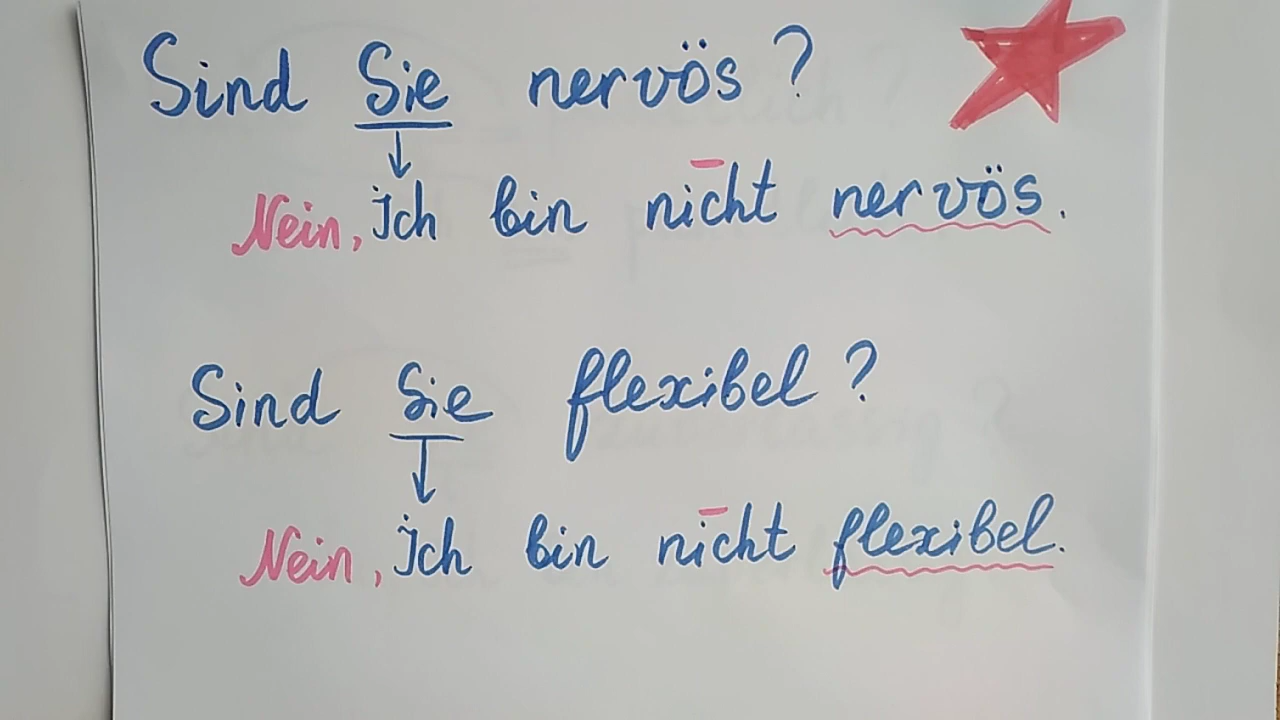 Sind Sie nervös?
Nein, Ich bin nicht nervös.
Sind Sie flexibel?
Nein, Ich bin nicht flexibel.